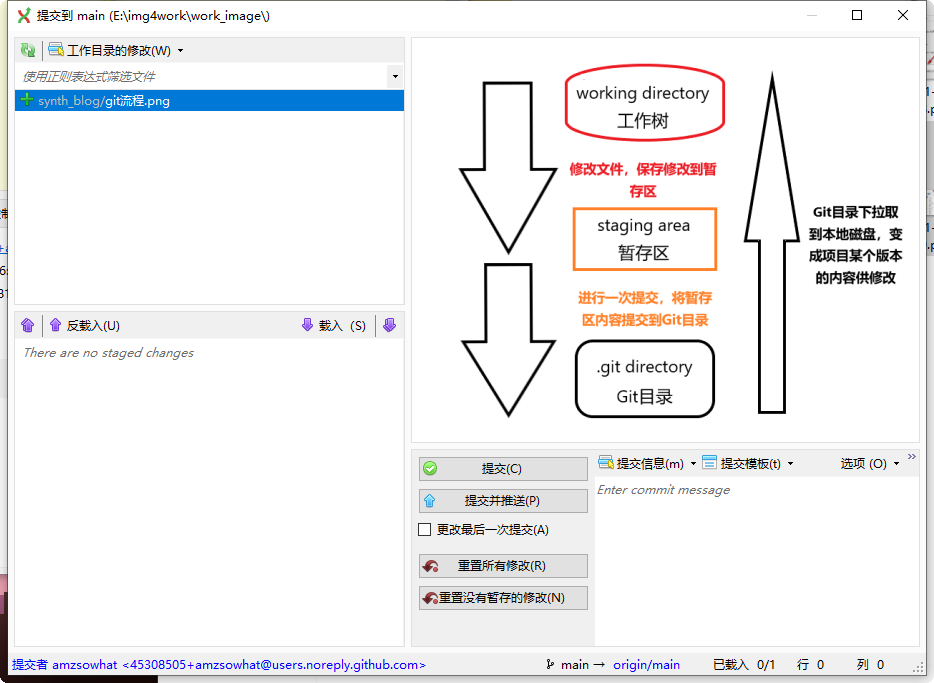 提交到 main (E:\img4work\work_image\)
工作目录的修改(W)
使用正则表达式筛选文件
synth_blog/git流程.png
反载入(U)
载入 (S)
There are no staged changes
working directory
工作树
修改文件，保存修改到暂
存区
staging area
暂存区
进行一次提交，将暂存
区内容提交到Git目录
.git directory
Git目录
Git目录下拉取
到本地磁盘，变
成项目某个版本
的内容供修改
提交(C)
提交并推送(P)
更改最后一次提交(A)
重置所有修改(R)
重置没有暂存的修改(N)
提交信息(m)
提交模板(t)
选项 (O)
Enter commit message
提交者 amzsowhat <45308505+amzsowhat@users.noreply.github.com>
main → origin/main
已载入 0/1
行 0
列 0